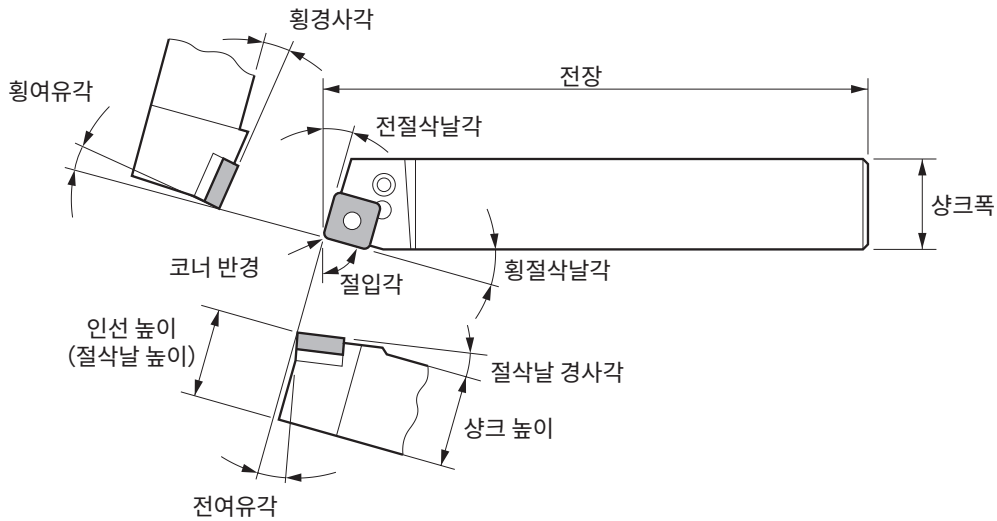 횡경사각
횡여유각
전장
전절삭날각
샹크폭
코너 반경
절입각
횡절삭날각
인선 높이
(절삭날 높이)
절삭날 경사각
샹크 높이
전여유각